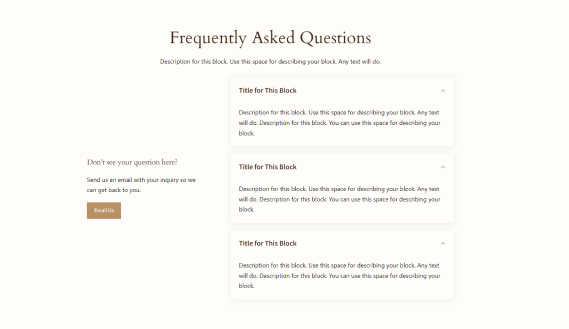 Frequently Asked Questions
Description for this block. Use this space for describing your block. Any text will do.
Title for This Block
Description for this block. Use this space for describing your block. Any text
will do. Description for this block. You can use this space for describing your
block.
Don't see your question here?
Send us an email with your inquiry so we
can get back to you.
Email Us
Title for This Block
Description for this block. Use this space for describing your block. Any text
will do. Description for this block. You can use this space for describing your
block.
Title for This Block
Description for this block. Use this space for describing your block. Any text
will do. Description for this block. You can use this space for describing your
block.